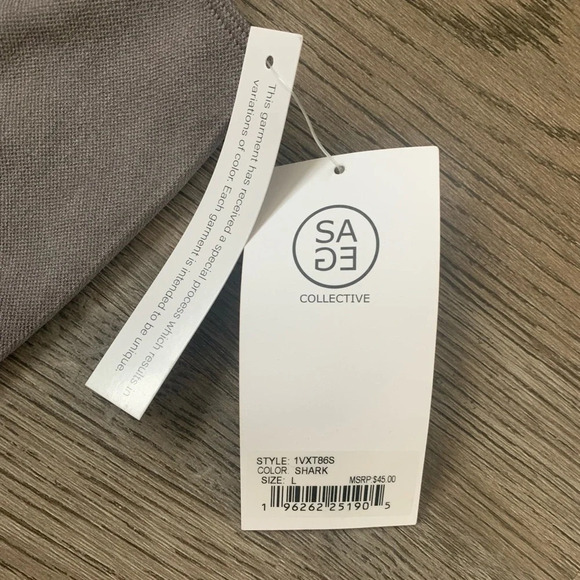 This garment has received a special process which results in
variations of color. Each garment is intended to be unique.
SA
GE
COLLECTIVE
STYLE: 1VXT86S
COLOR: SHARK
SIZE: L MSRP:$45.00
1 96262 25190 5